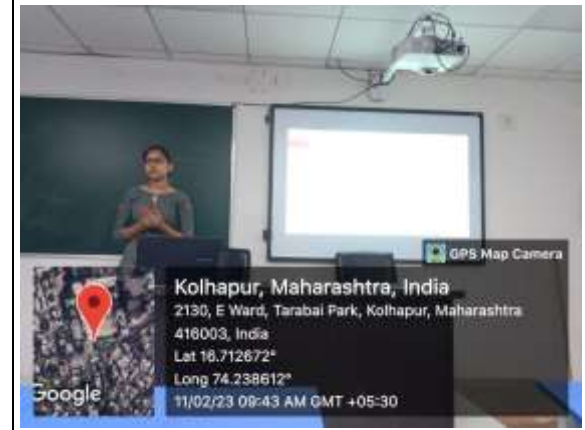 GPS Map Camera
Kolhapur, Maharashtra, India
2130, E Ward, Tarabai Park, Kolhapur, Maharashtra
416003, India
Lat 16.712672°
Long 74.238612°
11/02/23 09:43 AM GMT +05:30
Google